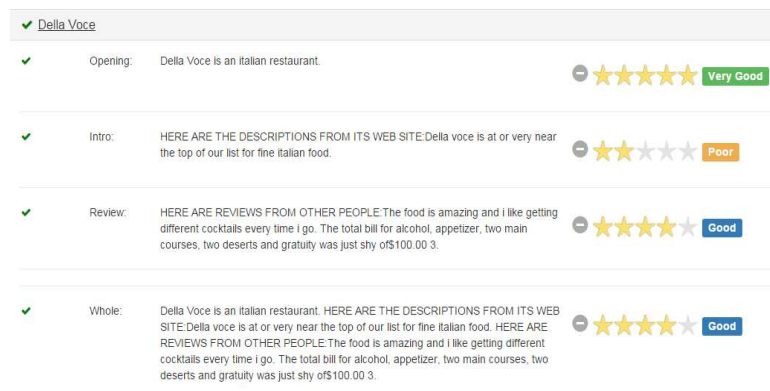 Della Voce
Opening:
Della Voce is an italian restaurant.
Very Good
Intro:
HERE ARE THE DESCRIPTIONS FROM ITS WEB SITE:Della voce is at or very near
the top of our list for fine italian food.
Poor
Review:
HERE ARE REVIEWS FROM OTHER PEOPLE:The food is amazing and i like getting
different cocktails every time i go. The total bill for alcohol, appetizer, two main
courses, two deserts and gratuity was just shy of$100.00 3.
Good
Whole:
Della Voce is an italian restaurant. HERE ARE THE DESCRIPTIONS FROM ITS WEB
SITE:Della voce is at or very near the top of our list for fine italian food. HERE ARE
REVIEWS FROM OTHER PEOPLE:The food is amazing and i like getting different
cocktails every time i go. The total bill for alcohol, appetizer, two main courses, two
deserts and gratuity was just shy of$100.00 3.
Good